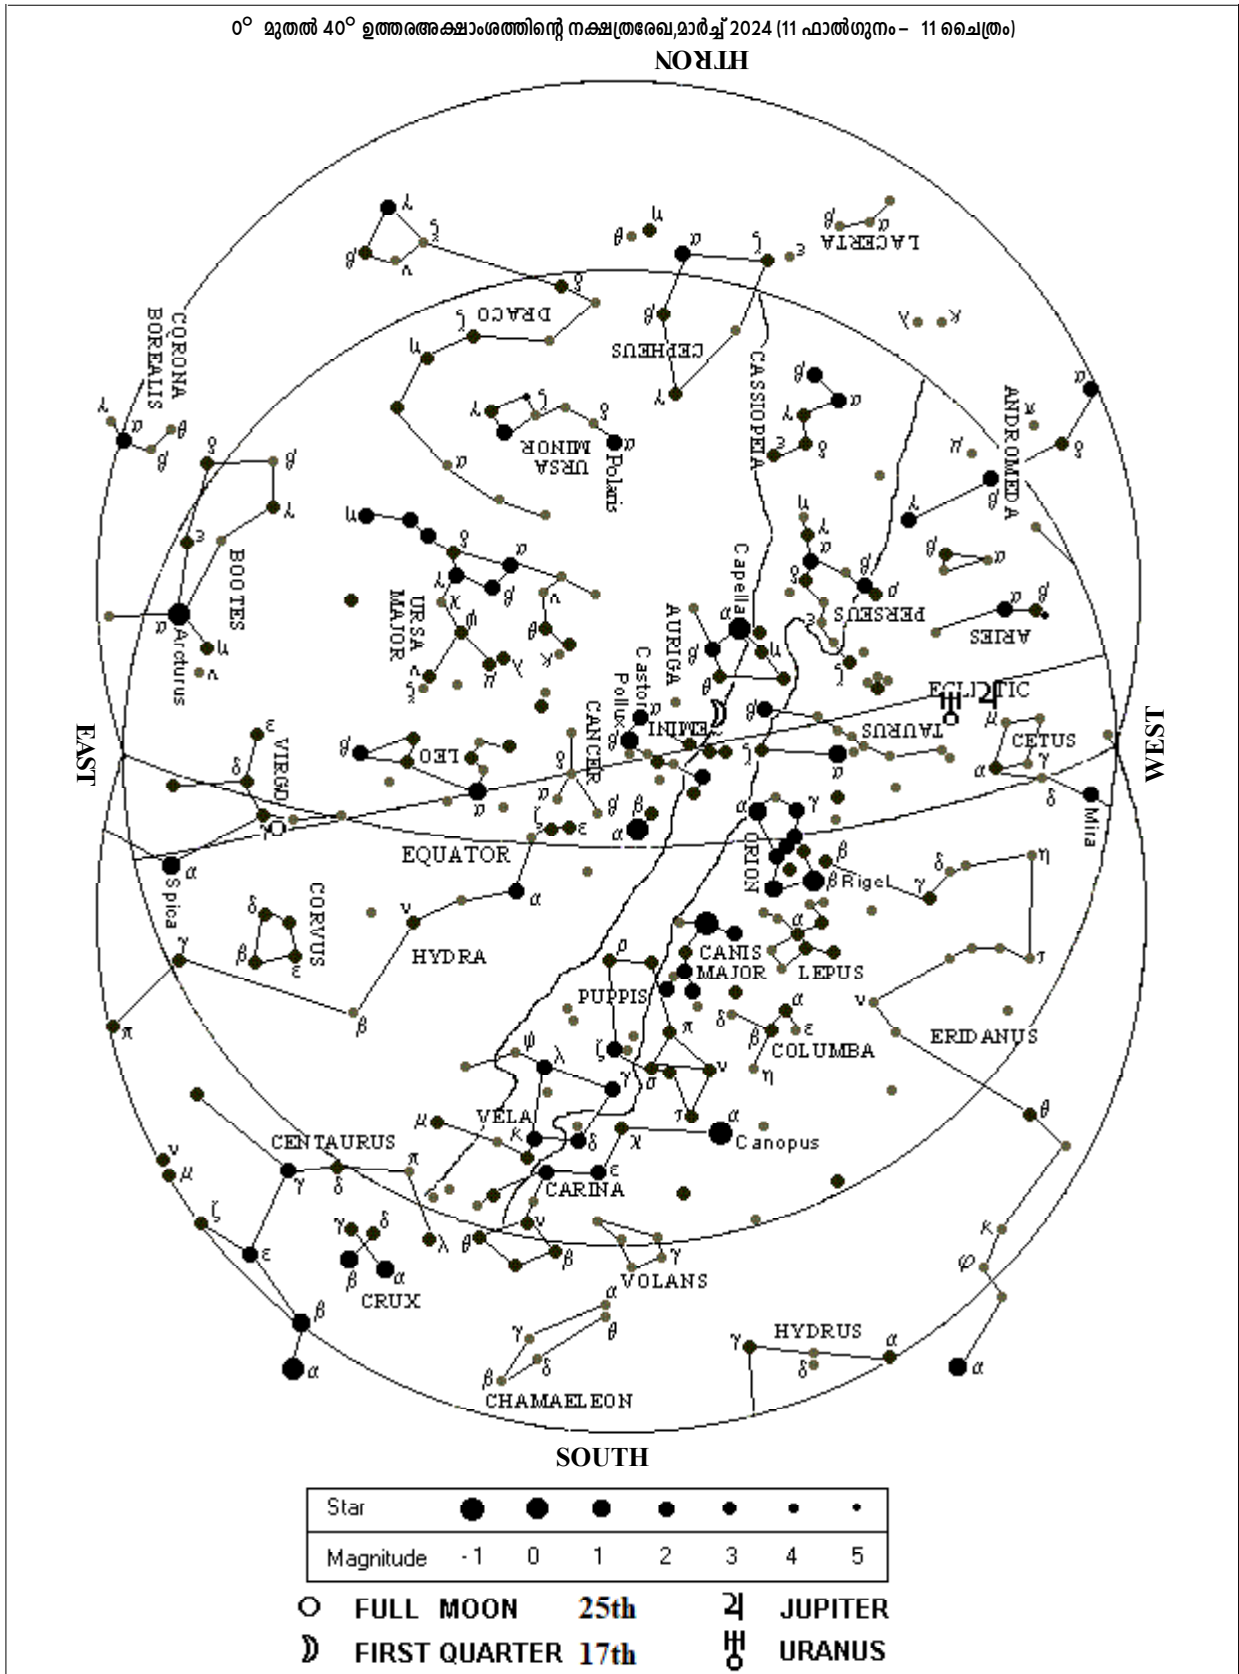 0° മുതൽ 40° ഉത്തരഅക്ഷാംശത്തിന്റെ നക്ഷത്രരേഖ,മാർച്ച് 2024 (11 ഫാൽഗുനം – 11 ചൈത്രം)
NORTH
LACERTA
DRACO
CEPHEUS
CORONA
BOREALIS
CASSIOPEIA
ANDROMEDA
URSA
MINOR
Polaris
BOOTES
Arcturus
URSA
MAJOR
Capella
AURIGA
PERSEUS
ARIES
Castor
Pollux
GEMINI
ECLIPTIC
TAURUS
CETUS
EAST
WEST
VIRGO
LEO
CANCER
Mira
EQUATOR
ORION
Rigel
Spica
CORVUS
HYDRA
CANIS
MAJOR
LEPUS
PUPPIS
COLUMBA
ERIDANUS
VELA
CENTAURUS
Canopus
CARINA
CRUX
VOLANS
HYDRUS
CHAMAELEON
SOUTH
Star
Magnitude -1 0 1 2 3 4 5
FULL MOON 25th JUPITER
FIRST QUARTER 17th URANUS